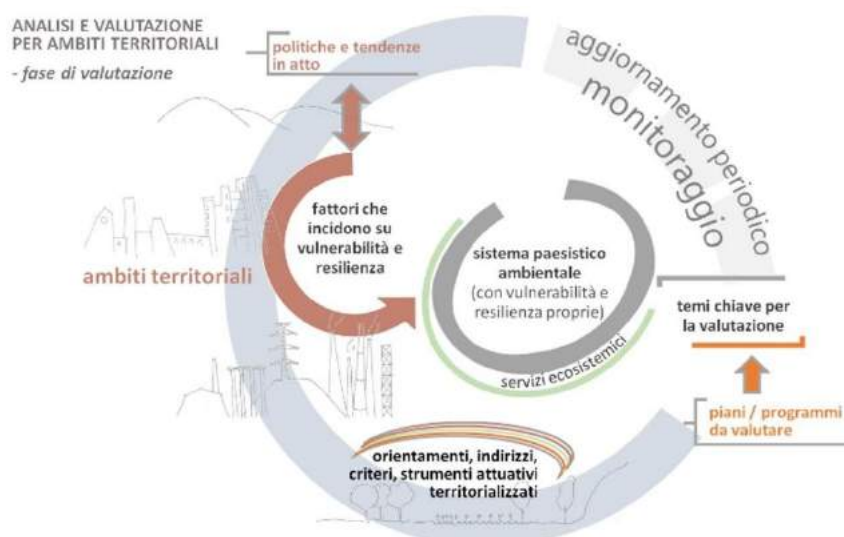 ANALISI E VALUTAZIONE
PER AMBITI TERRITORIALI
- fase di valutazione
politiche e tendenze
in atto
aggiornamento periodico
monitoraggio
fattori che
incidono su
vulnerabilità e
resilienza
ambiti territoriali
sistema paesistico
ambientale
(con vulnerabilità e
resilienza proprie)
servizi ecosistemici
temi chiave per
la valutazione
piani / programmi
da valutare
orientamenti, indirizzi,
criteri, strumenti attuativi
territorializzati